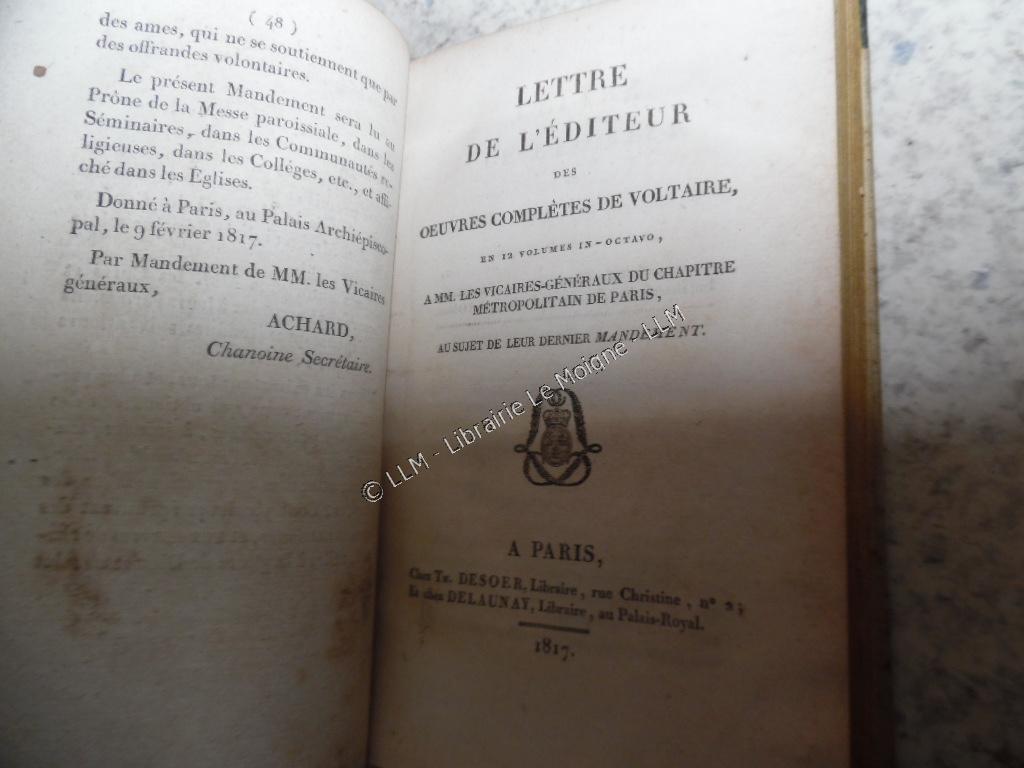 ( 48 )
des ames, qui ne se soutiennent que par
des offrandes volontaires.
Le présent Mandement sera lu au
Prône de la Messe paroissiale, dans les
Séminaires, dans les Communautés re-
ligieuses, dans les Colléges, etc., et affi-
ché dans les Églises.
Donné à Paris, au Palais Archiépisco-
pal, le 9 février 1817.
Par Mandement de MM. les Vicaires
généraux,
ACHARD,
Chanoine Secrétaire.
LETTRE
DE L'ÉDITEUR
DES
OEUVRES COMPLÈTES DE VOLTAIRE,
EN 12 VOLUMES IN-OCTAVO,
A MM. LES VICAIRES-GÉNÉRAUX DU CHAPITRE
MÉTROPOLITAIN DE PARIS,
AU SUJET DE LEUR DERNIER MANDEMENT.
A PARIS,
Chez Th. DESOER, Libraire, rue Christine, n° 2;
Et chez DELAUNAY, Libraire, au Palais-Royal.
1817.
© LLM - Librairie Le Moigne - LLM